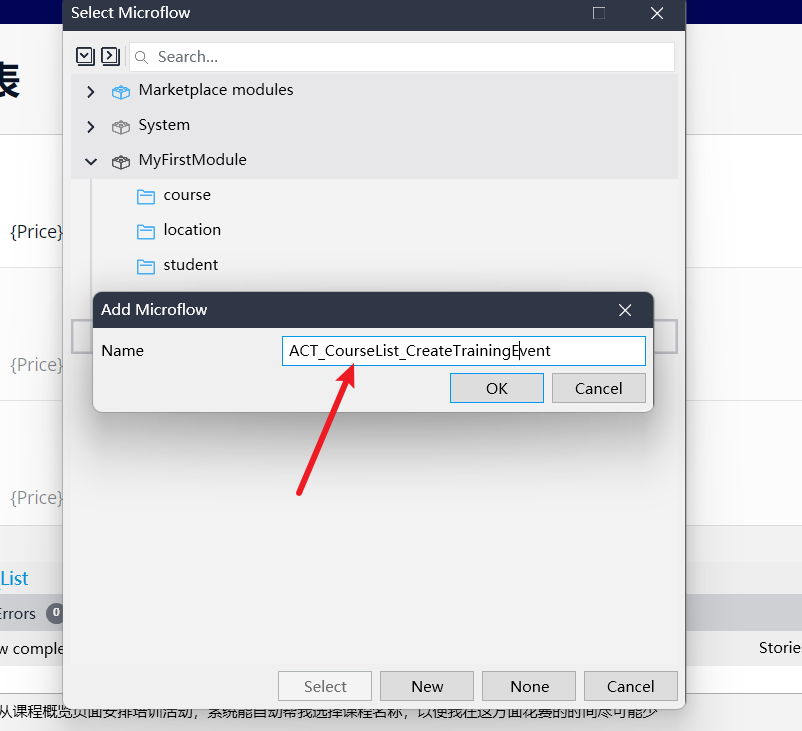 Select Microflow
表
Search...
Marketplace modules
System
MyFirstModule
course
{Price}
location
student
Add Microflow
Name
ACT_CourseList_CreateTrainingEvent
{Price}
OK
Cancel
{Price}
List
Errors 0
w comple
Stories
Select
New
None
Cancel
从课程概览页面安排培训活动，系统能自动帮我选择课程名称，以便我在这方面花费的时间尽可能少